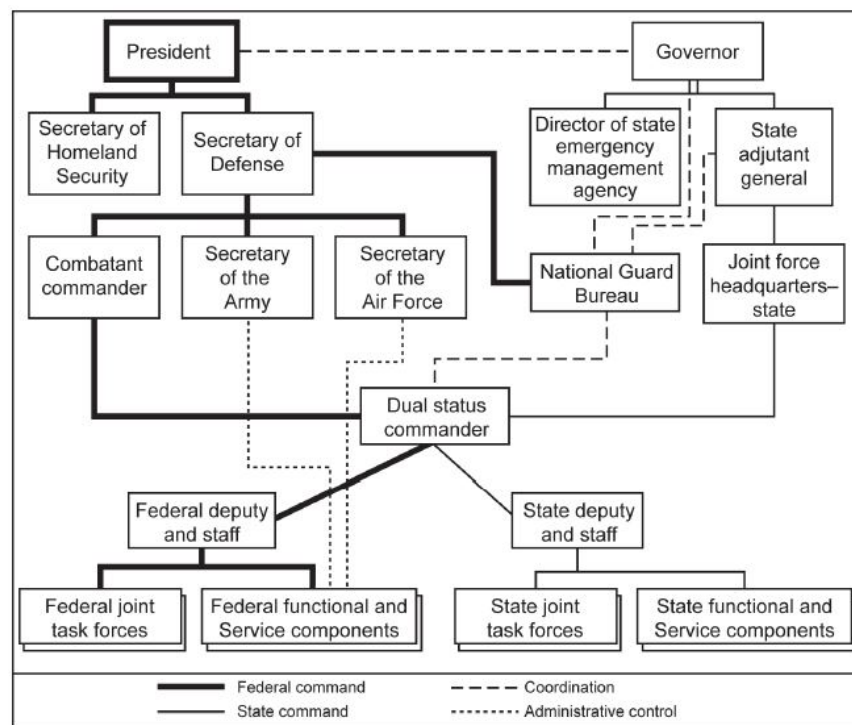 President
Governor
Secretary of
Homeland
Security
Secretary of
Defense
Director of state
emergency
management
agency
State
adjutant
general
Combatant
commander
Secretary
of the
Army
Secretary
of the
Air Force
National Guard
Bureau
Joint force
headquarters–
state
Dual status
commander
Federal deputy
and staff
State deputy
and staff
Federal joint
task forces
Federal functional and
Service components
State joint
task forces
State functional and
Service components
Federal command
Coordination
State command
Administrative control